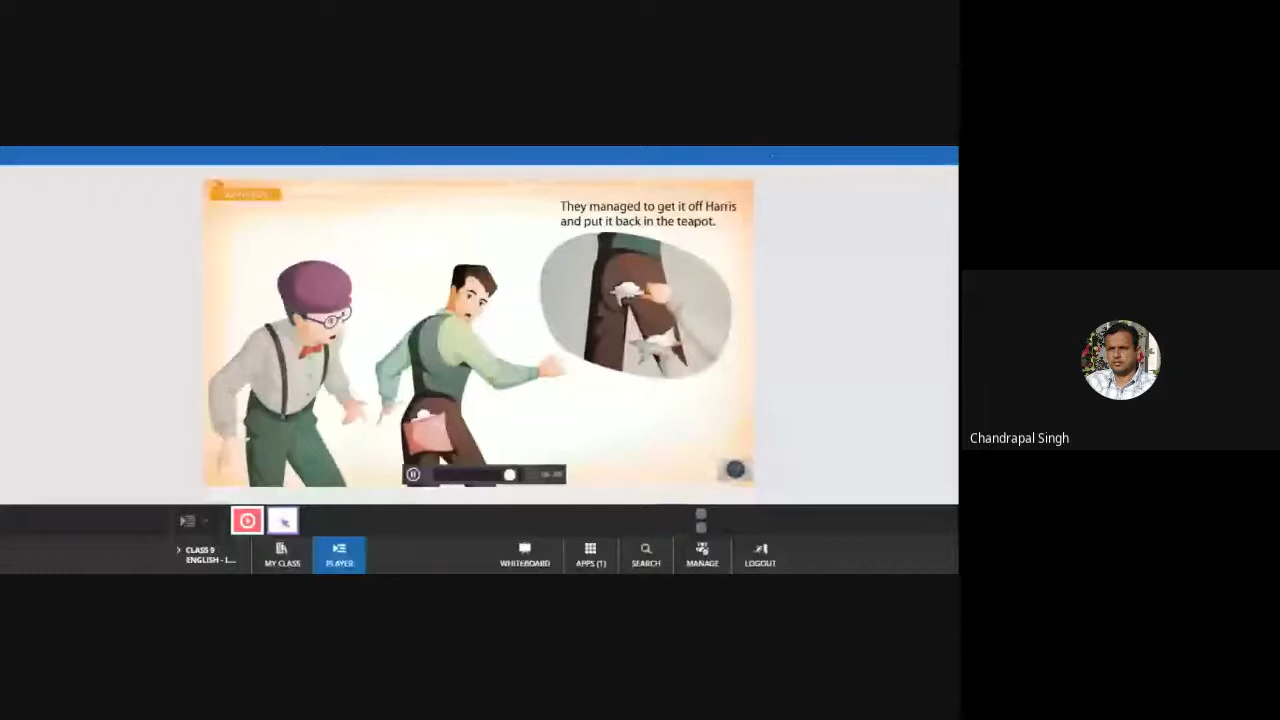 They managed to get it off Harris
and put it back in the teapot.
Chandrapal Singh
CLASS 9
ENGLISH - I...
MY CLASS
PLAYER
WHITEBOARD
APPS (1)
SEARCH
MANAGE
LOGOUT